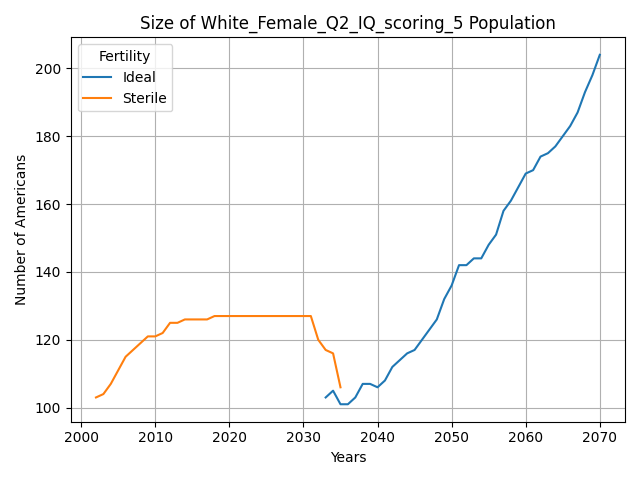 Size of White_Female_Q2_IQ_scoring_5 Population
Fertility
Ideal
Sterile
Number of Americans
200
180
160
140
120
100
2000 2010 2020 2030 2040 2050 2060 2070
Years